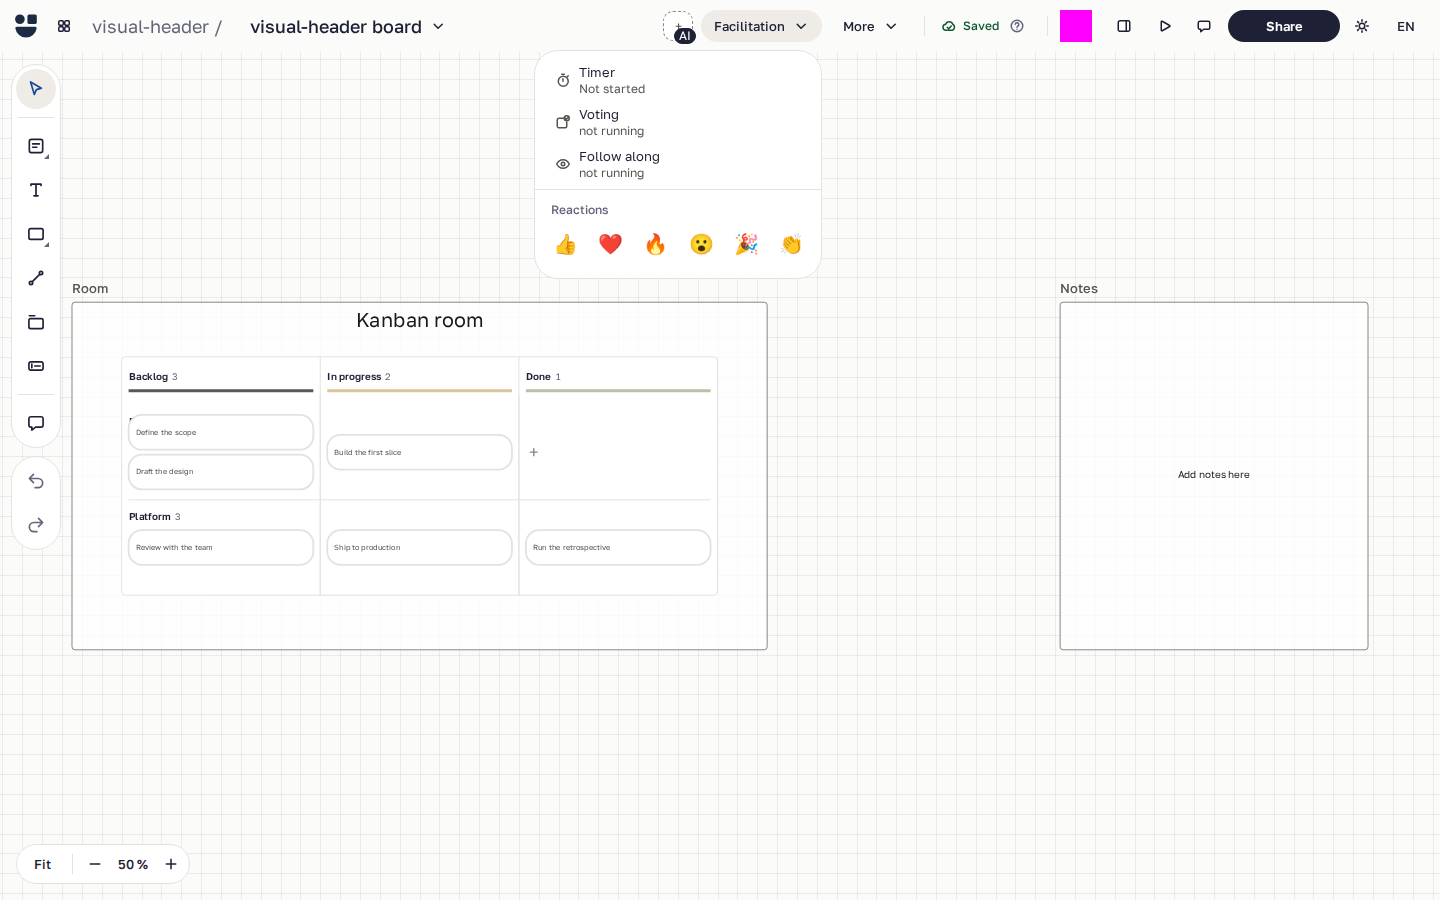 visual-header /
visual-header board
AI
Facilitation
More
Saved
Share
EN
Timer
Not started
Voting
not running
Follow along
not running
Reactions
Room
Notes
Kanban room
Backlog 3
In progress 2
Done 1
Define the scope
Build the first slice
+
Draft the design
Add notes here
Platform 3
Review with the team
Ship to production
Run the retrospective
Fit
50 %